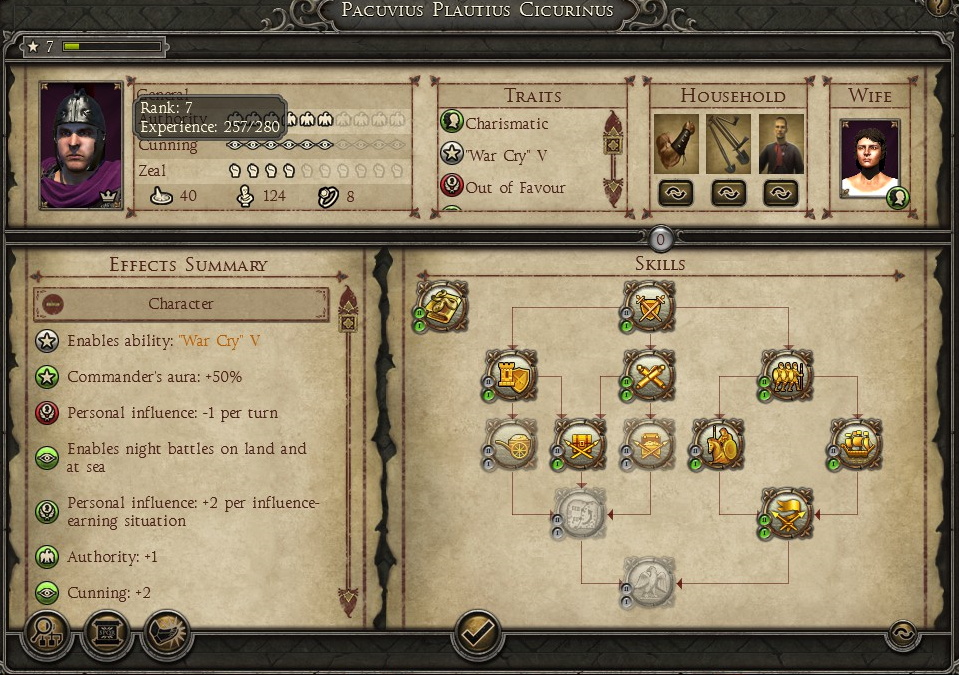 Pacuvius Plautius Cicurinus
7
General
Rank: 7
Authority
Experience: 257/280
Cunning
Zeal
40 124 8
Traits
Charismatic
"War Cry" V
Out of Favour
Household
Wife
0
Effects Summary
Character
Enables ability: "War Cry" V
Commander's aura: +50%
Personal influence: -1 per turn
Enables night battles on land and
at sea
Personal influence: +2 per influence-
earning situation
Authority: +1
Cunning: +2
Skills